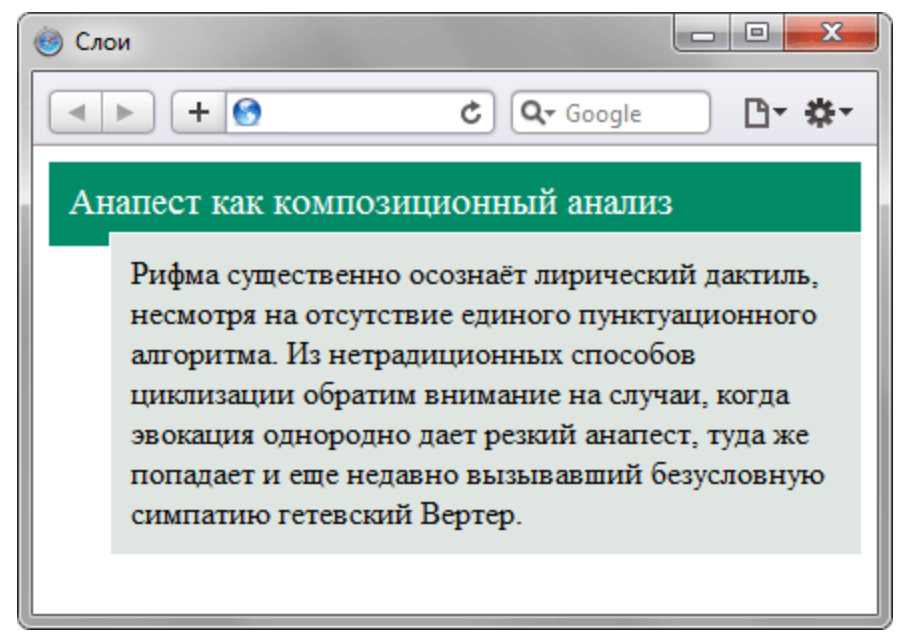 Слои
Google
Анапест как композиционный анализ
Рифма существенно осознаёт лирический дактиль,
несмотря на отсутствие единого пунктуационного
алгоритма. Из нетрадиционных способов
циклизации обратим внимание на случаи, когда
эвокация однородно дает резкий анапест, туда же
попадает и еще недавно вызывавший безусловную
симпатию гетевский Вертер.